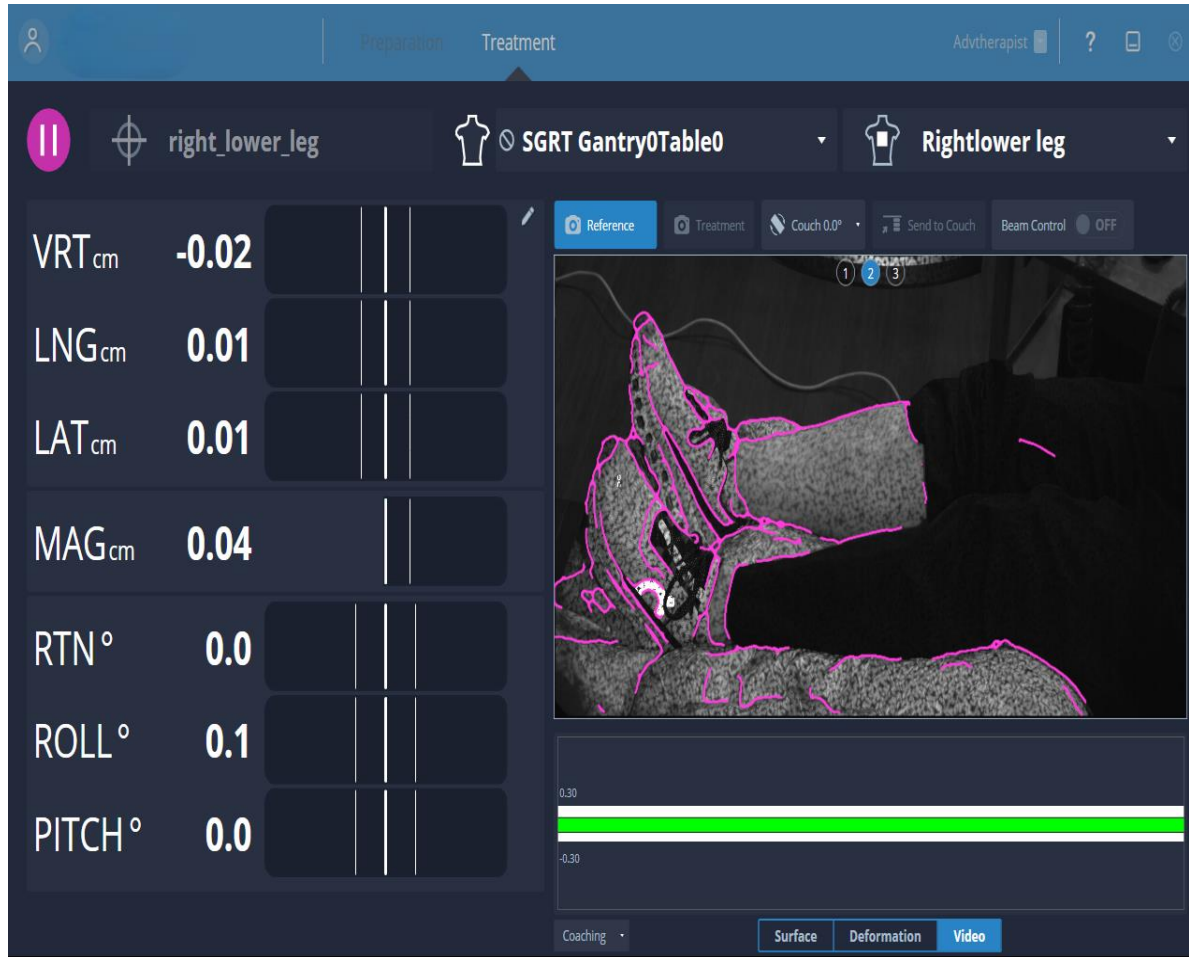 Preparation Treatment Advtherapist ?
right_lower_leg SGRT Gantry0Table0 Rightlower leg
VRT cm -0.02
LNG cm 0.01
LAT cm 0.01
MAG cm 0.04
RTN° 0.0
ROLL° 0.1
PITCH° 0.0
Reference Treatment Couch 0.0° Send to Couch Beam Control OFF
1 2 3
0.30
-0.30
Coaching Surface Deformation Video